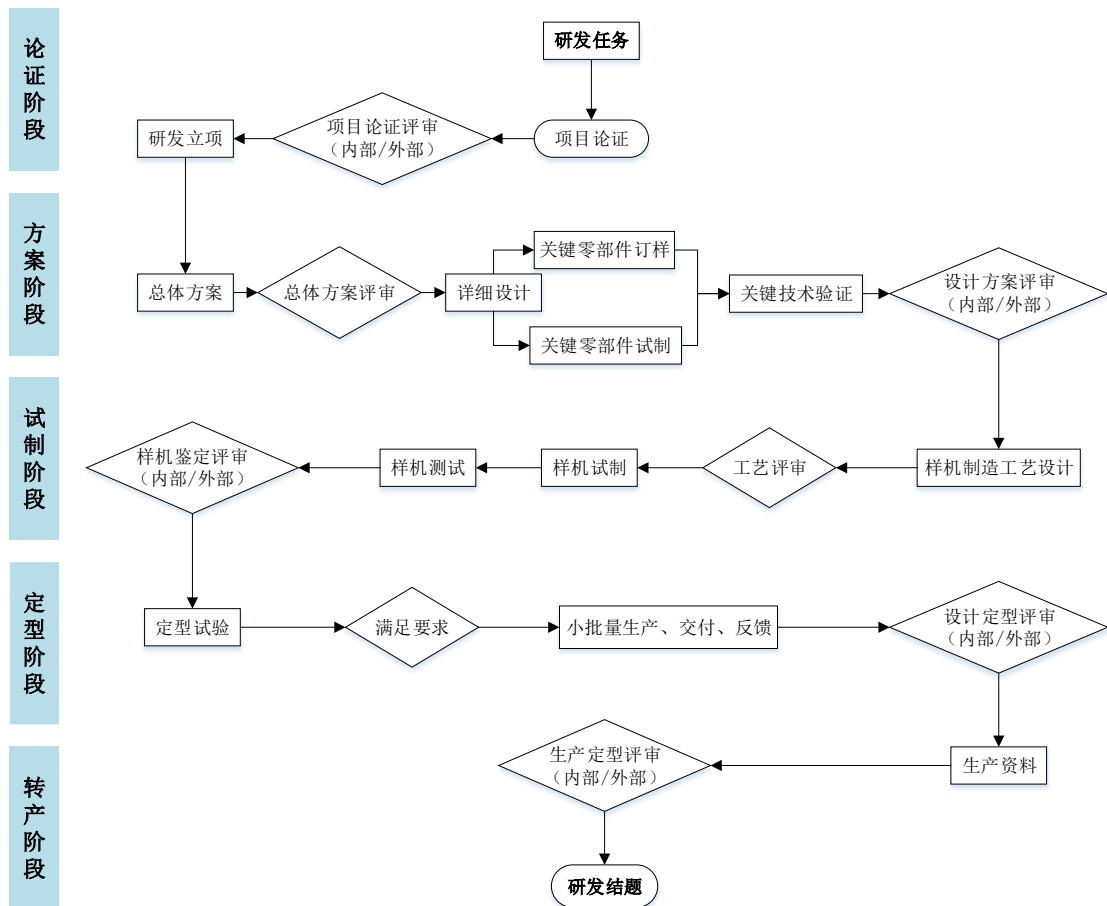 论证阶段
研发任务
项目论证
项目论证评审
（内部/外部）
研发立项
方案阶段
总体方案
总体方案评审
详细设计
关键零部件订样
关键零部件试制
关键技术验证
设计方案评审
（内部/外部）
试制阶段
样机制造工艺设计
工艺评审
样机试制
样机测试
样机鉴定评审
（内部/外部）
定型阶段
定型试验
满足要求
小批量生产、交付、反馈
设计定型评审
（内部/外部）
转产阶段
生产资料
生产定型评审
（内部/外部）
研发结题